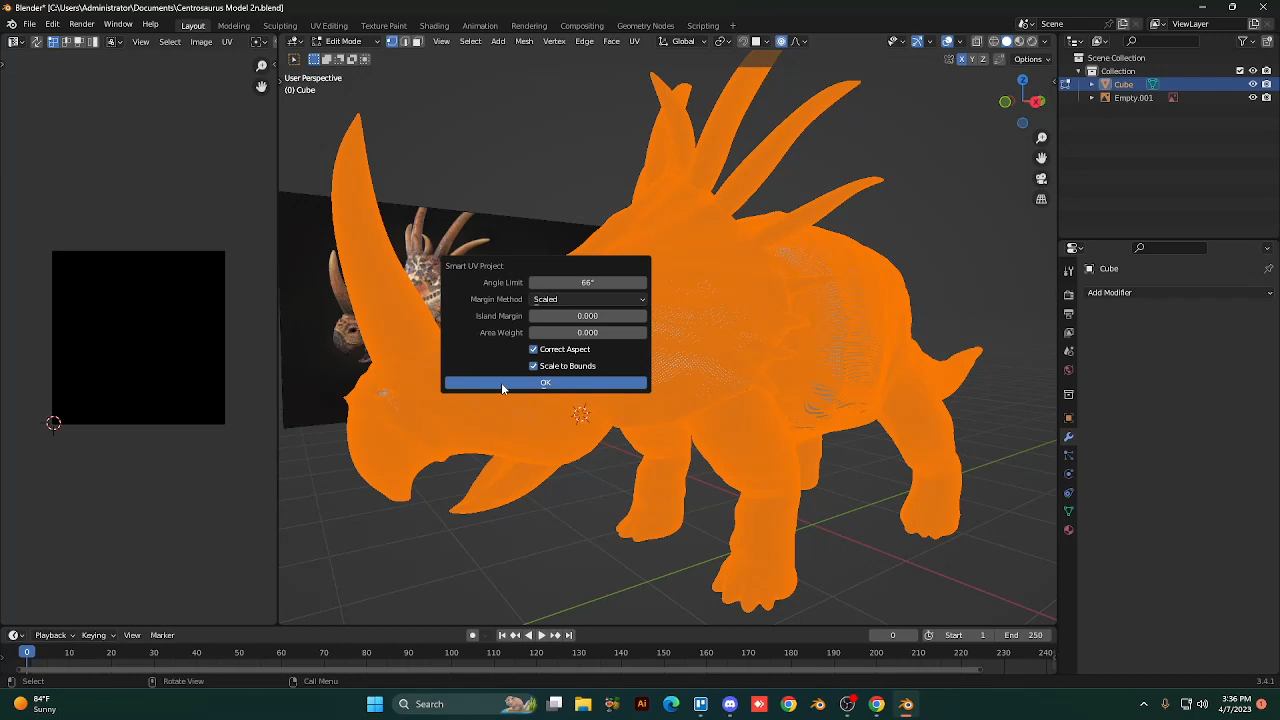 Blender* [C:\Users\Administrator\Documents\Centrosaurus Model 2n.blend]
File Edit Render Window Help Layout Modeling Sculpting UV Editing Texture Paint Shading Animation Rendering Compositing Geometry Nodes Scripting + Scene ViewLayer
View Select Image UV Edit Mode View Select Add Mesh Vertex Edge Face UV Global
X Y Z Options
User Perspective
(0) Cube
Scene Collection
Collection
Cube
Empty.001
Z
X
Smart UV Project
Angle Limit 66°
Margin Method Scaled
Island Margin 0.000
Area Weight 0.000
Correct Aspect
Scale to Bounds
OK
Cube
Add Modifier
Playback Keying View Marker 0 Start 1 End 250
0 10 20 30 40 50 60 70 80 90 100 110 120 130 140 150 160 170 180 190 200 210 220 230 240
Select Rotate View Call Menu 3.4.1
84°F
Sunny
Search
Ai
3:36 PM
4/7/2023